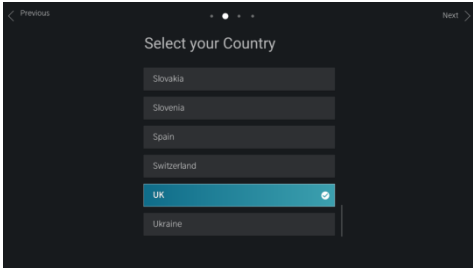 Previous
Next
Select your Country
Slovakia
Slovenia
Spain
Switzerland
UK
Ukraine